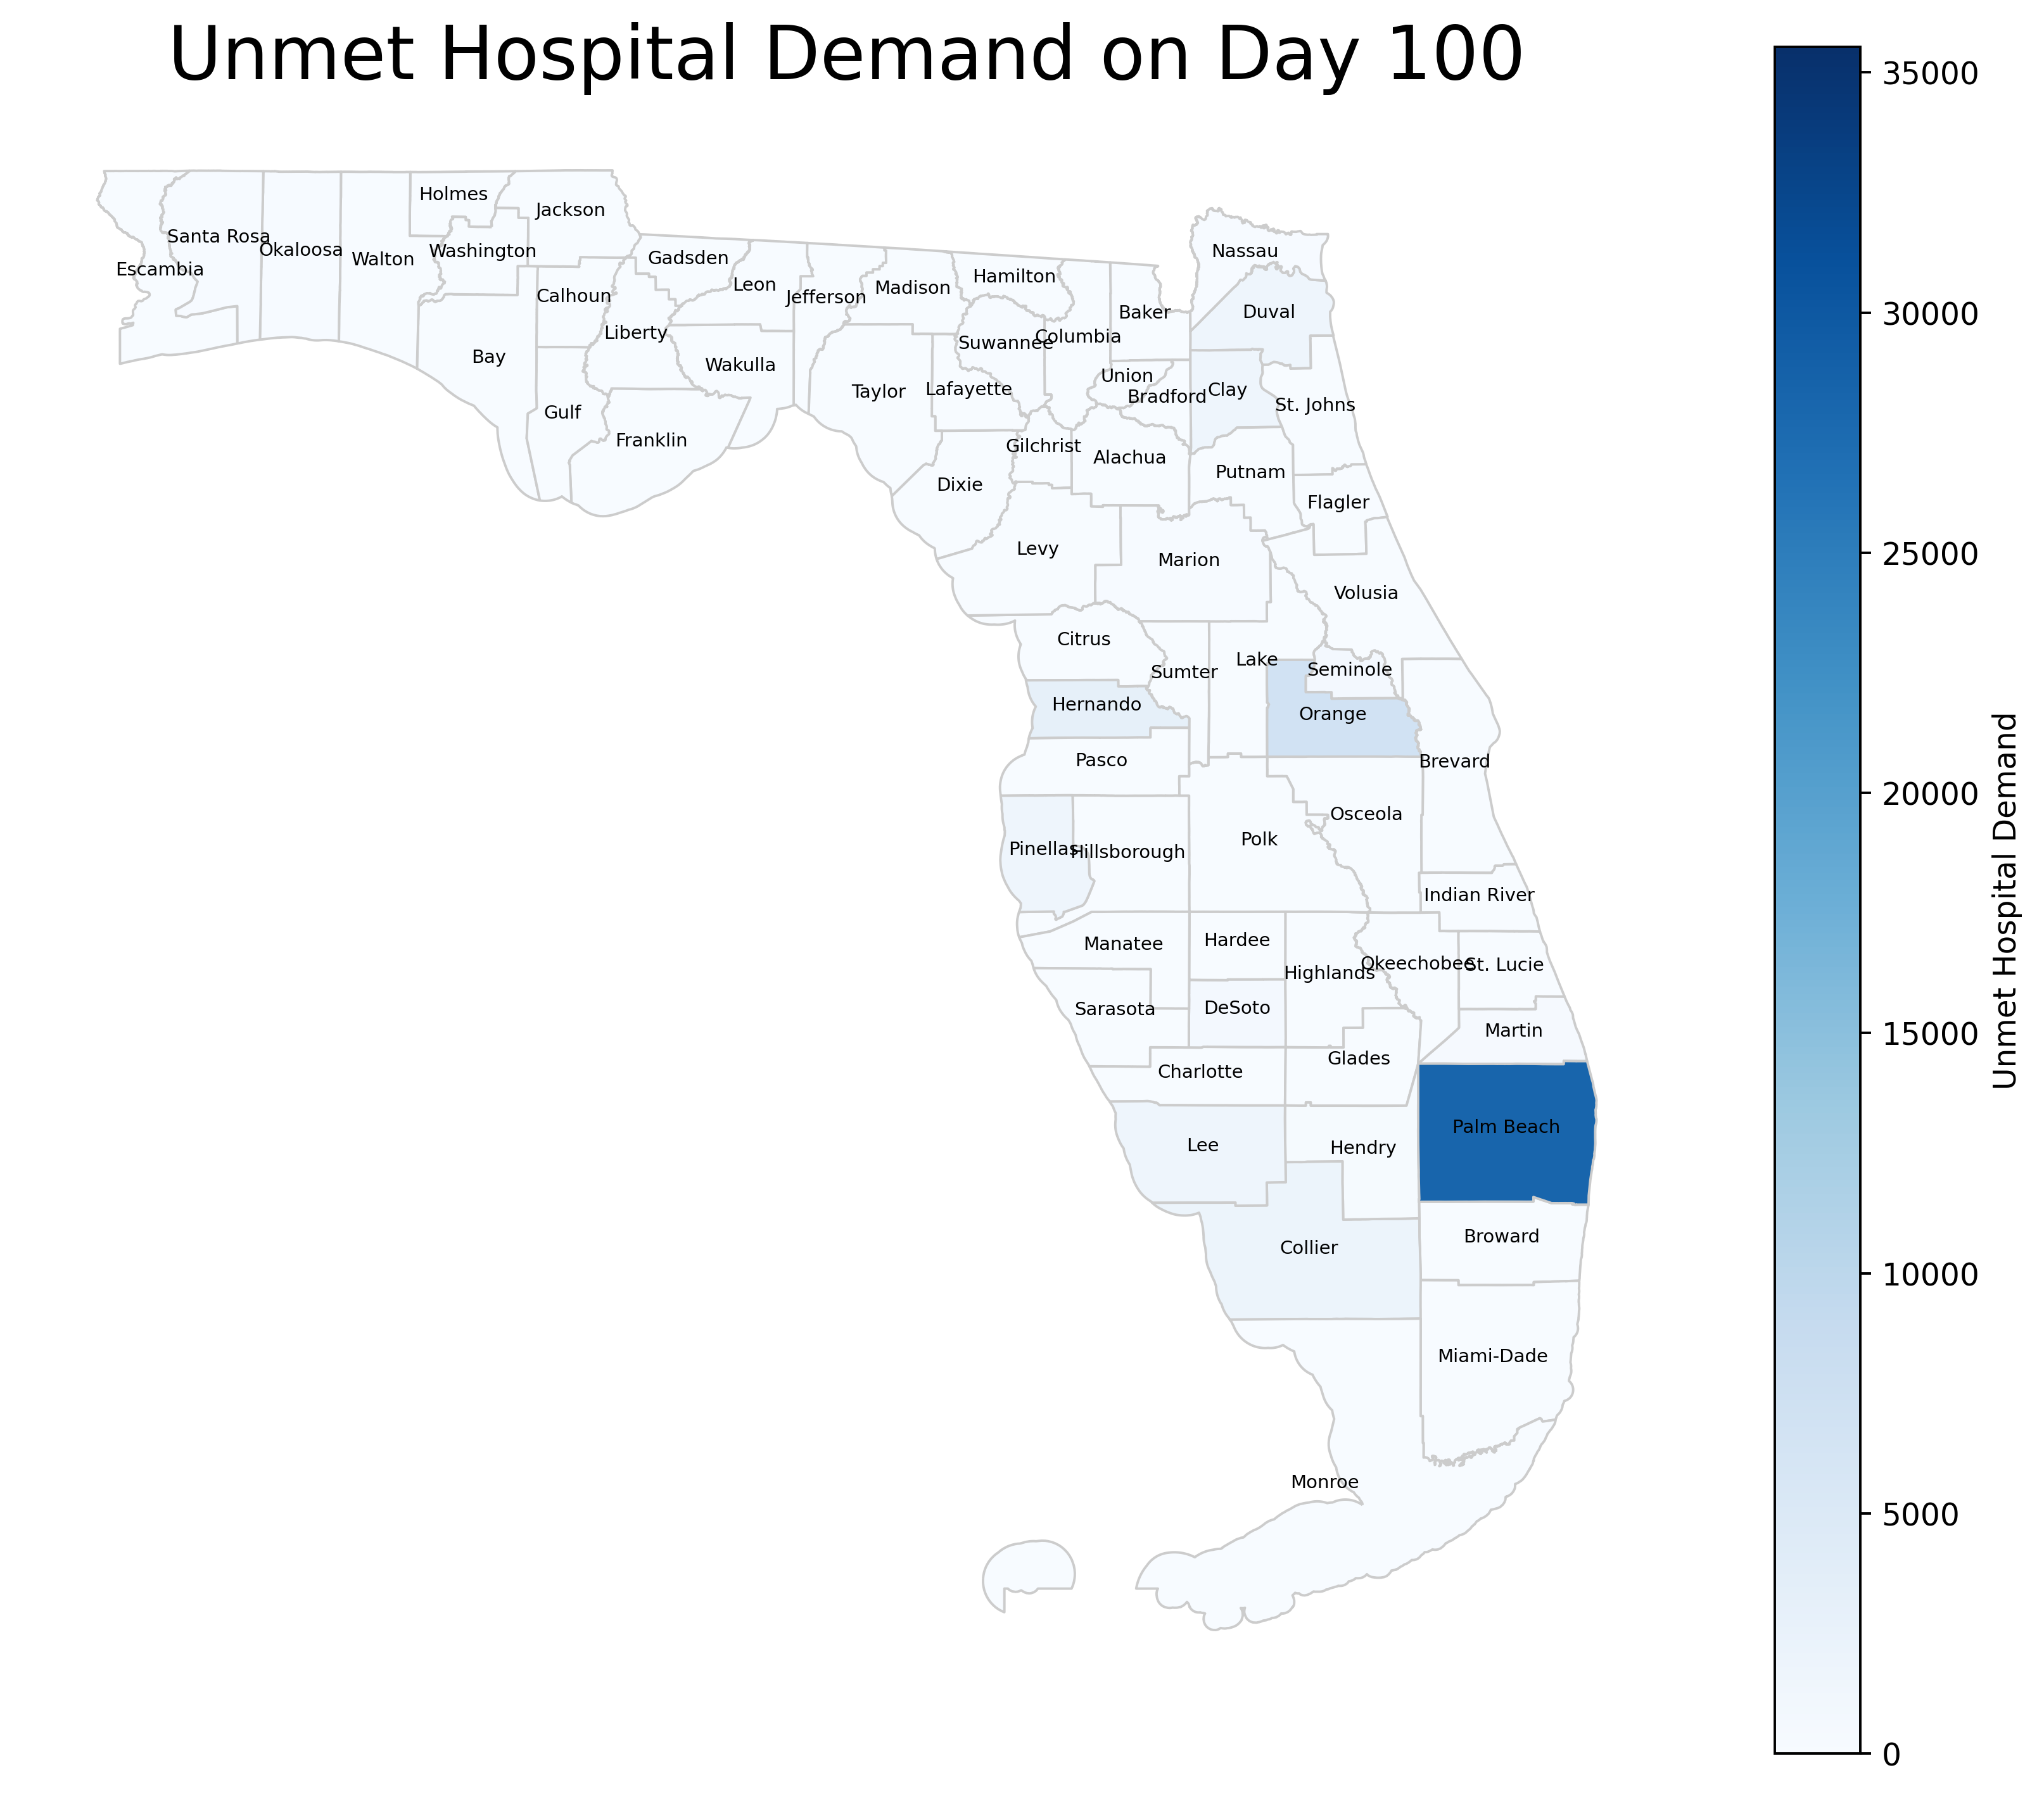 Unmet Hospital Demand on Day 100
Holmes
Jackson
Santa Rosa
Okaloosa
Walton
Washington
Escambia
Gadsden
Leon
Jefferson
Madison
Hamilton
Nassau
Calhoun
Liberty
Bay
Wakulla
Taylor
Lafayette
Suwannee
Columbia
Baker
Duval
Union
Bradford
Clay
St. Johns
Gulf
Franklin
Gilchrist
Alachua
Putnam
Dixie
Flagler
Levy
Marion
Volusia
Citrus
Sumter
Lake
Seminole
Hernando
Orange
Pasco
Brevard
Osceola
Pinellas
Hillsborough
Polk
Indian River
Manatee
Hardee
Highlands
Okeechobee
St. Lucie
Sarasota
DeSoto
Martin
Charlotte
Glades
Palm Beach
Lee
Hendry
Collier
Broward
Miami-Dade
Monroe
35000
30000
25000
20000
15000
10000
5000
0
Unmet Hospital Demand